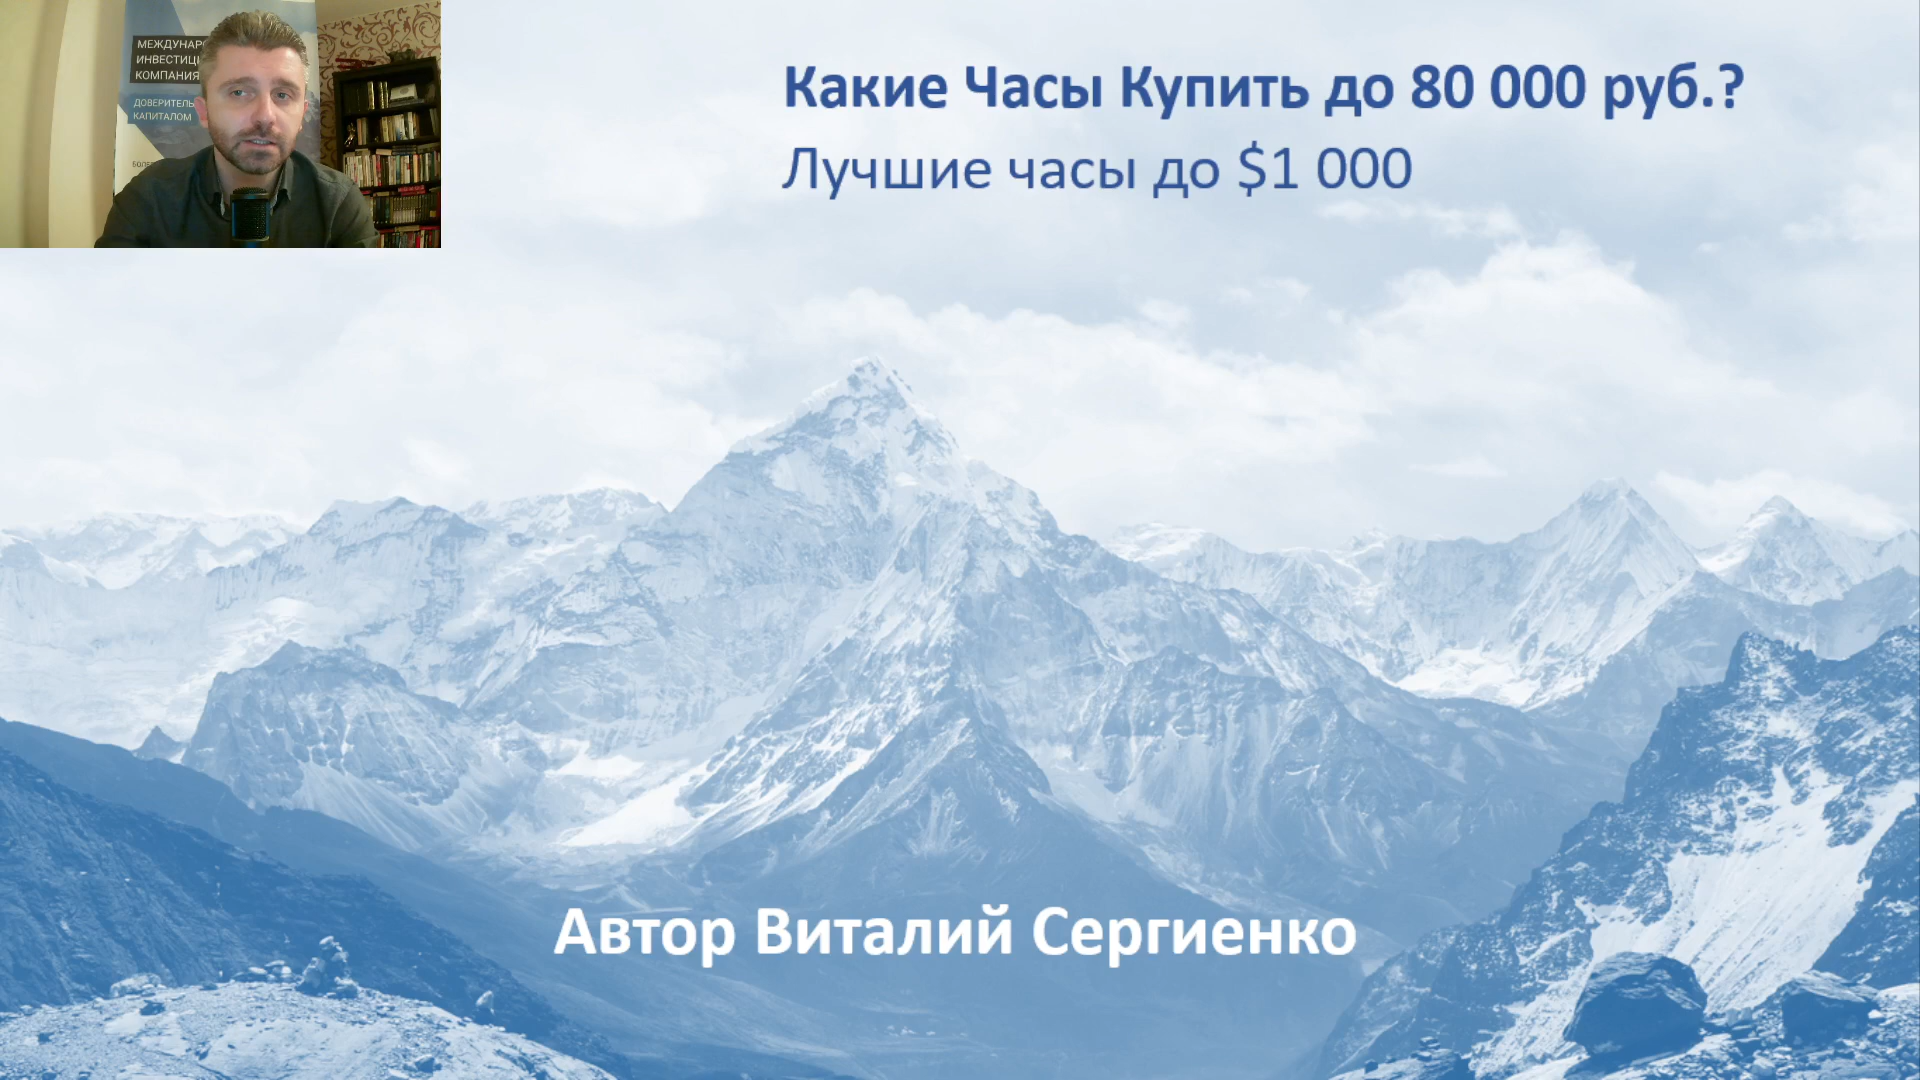 МЕЖДУНАР
ИНВЕСТИЦ
КОМПАНИЯ
ДОВЕРИТЕЛЬ
КАПИТАЛОМ
БОЛЕЕ
Какие Часы Купить до 80 000 руб.?
Лучшие часы до $1 000
Автор Виталий Сергиенко